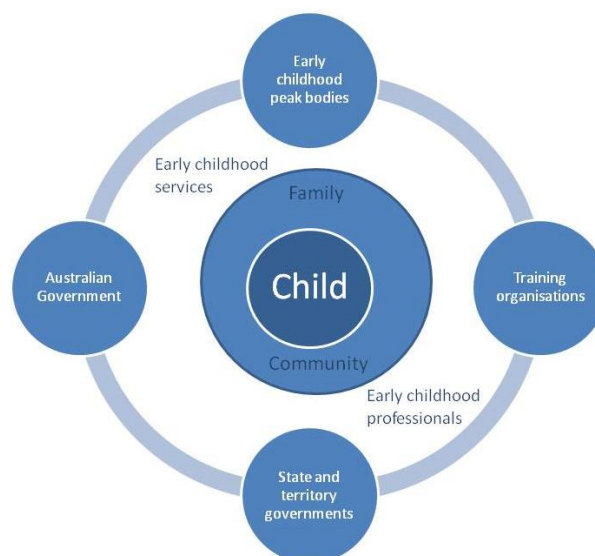 Early
childhood
peak bodies
Early childhood
services
Family
Australian
Government
Child
Training
organisations
Community
Early childhood
professionals
State and
territory
governments